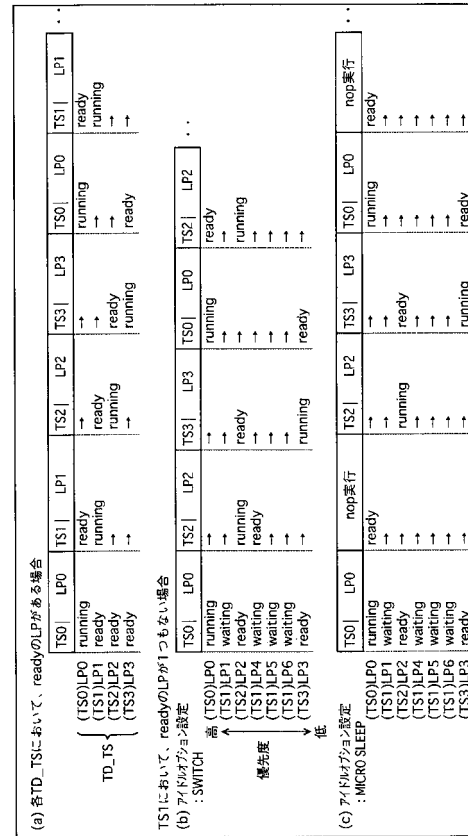 (a) 各TD_TSにおいて、readyのLPがある場合
TS0| LP0 TS1| LP1 TS2| LP2 TS3| LP3 TS0| LP0 TS1| LP1 ・・
(TS0)LP0 running ready → → running ready
(TS1)LP1 ready running ready → → running
(TS2)LP2 ready → running ready → →
(TS3)LP3 ready → → running ready →
TD_TS
TS1において、readyのLPが1つもない場合
(b) アイドルオプション設定
: SWITCH
TS0| LP0 TS2| LP2 TS3| LP3 TS0| LP0 TS2| LP2 ・・
高 (TS0)LP0 running ready → running ready
(TS1)LP1 waiting waiting → → →
(TS2)LP2 ready running ready → running
(TS1)LP4 waiting ready → → →
(TS1)LP5 waiting → → → →
(TS1)LP6 waiting → → → →
低 (TS3)LP3 ready → running ready →
優先度
(c) アイドルオプション設定
: MICRO SLEEP
TS0| LP0 nop実行 TS2| LP2 TS3| LP3 TS0| LP0 nop実行 ・・
(TS0)LP0 running ready → → running ready
(TS1)LP1 waiting → → → → →
(TS2)LP2 ready → running ready → →
(TS1)LP4 waiting → → → → →
(TS1)LP5 waiting → → → → →
(TS1)LP6 waiting → → → → →
(TS3)LP3 ready → → running ready →